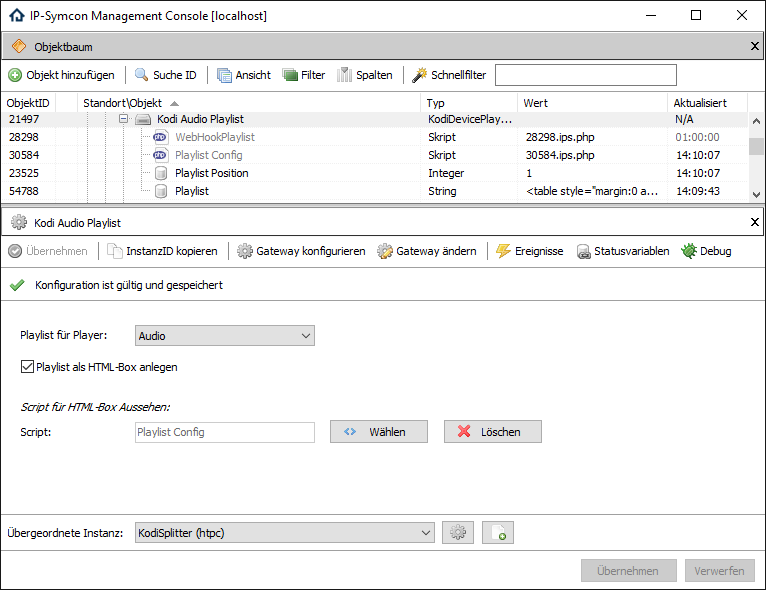 IP-Symcon Management Console [localhost]
Objektbaum
Objekt hinzufügen Suche ID Ansicht Filter Spalten Schnellfilter
ObjektID Standort\Objekt Typ Wert Aktualisiert
21497 Kodi Audio Playlist KodiDevicePlay... N/A
28298 WebHookPlaylist Skript 28298.ips.php 01:00:00
30584 Playlist Config Skript 30584.ips.php 14:10:07
23525 Playlist Position Integer 1 14:10:07
54788 Playlist String <table style="margin:0 a... 14:09:43
Kodi Audio Playlist
Übernehmen InstanzID kopieren Gateway konfigurieren Gateway ändern Ereignisse Statusvariablen Debug
Konfiguration ist gültig und gespeichert
Playlist für Player: Audio
Playlist als HTML-Box anlegen
Script für HTML-Box Aussehen:
Script: Playlist Config Wählen Löschen
Übergeordnete Instanz: KodiSplitter (htpc)
Übernehmen Verwerfen